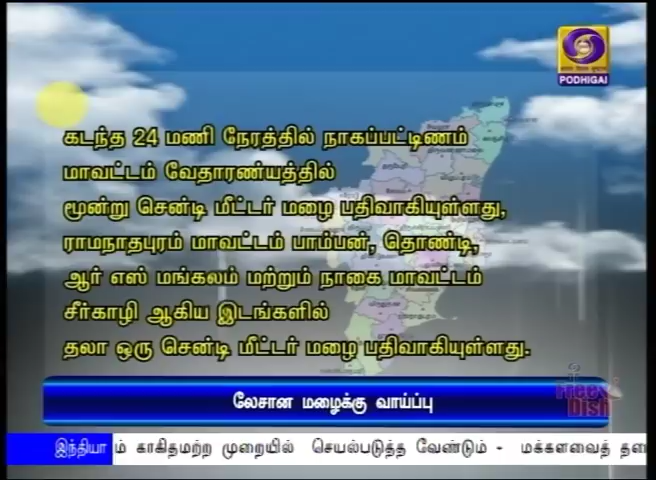 PODHIGAI
கடந்த 24 மணி நேரத்தில் நாகப்பட்டிணம்
மாவட்டம் வேதாரண்யத்தில்
மூன்று சென்டி மீட்டர் மழை பதிவாகியுள்ளது,
ராமநாதபுரம் மாவட்டம் பாம்பன், தொண்டி,
ஆர் எஸ் மங்கலம் மற்றும் நாகை மாவட்டம்
சீர்காழி ஆகிய இடங்களில்
தலா ஒரு சென்டி மீட்டர் மழை பதிவாகியுள்ளது.
லேசான மழைக்கு வாய்ப்பு
Free Dish
இந்தியா ம் காகிதமற்ற முறையில் செயல்படுத்த வேண்டும் - மக்களவைத்